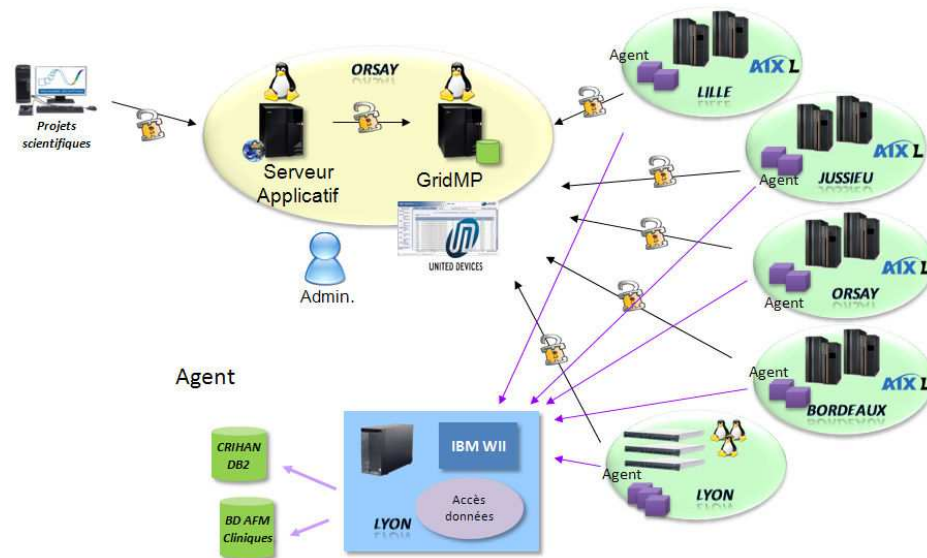 ORSAY
Agent
AIX L
LILLE
Projets
scientifiques
Serveur
Applicatif
GridMP
AIX L
Agent
JUSSIEU
UNITED DEVICES
Admin.
AIX L
Agent
ORSAY
Agent
AIX L
BORDEAUX
Agent
CRIHAN
DB2
IBM WII
Agent
LYON
BD AFM
Cliniques
Accès
données
LYON